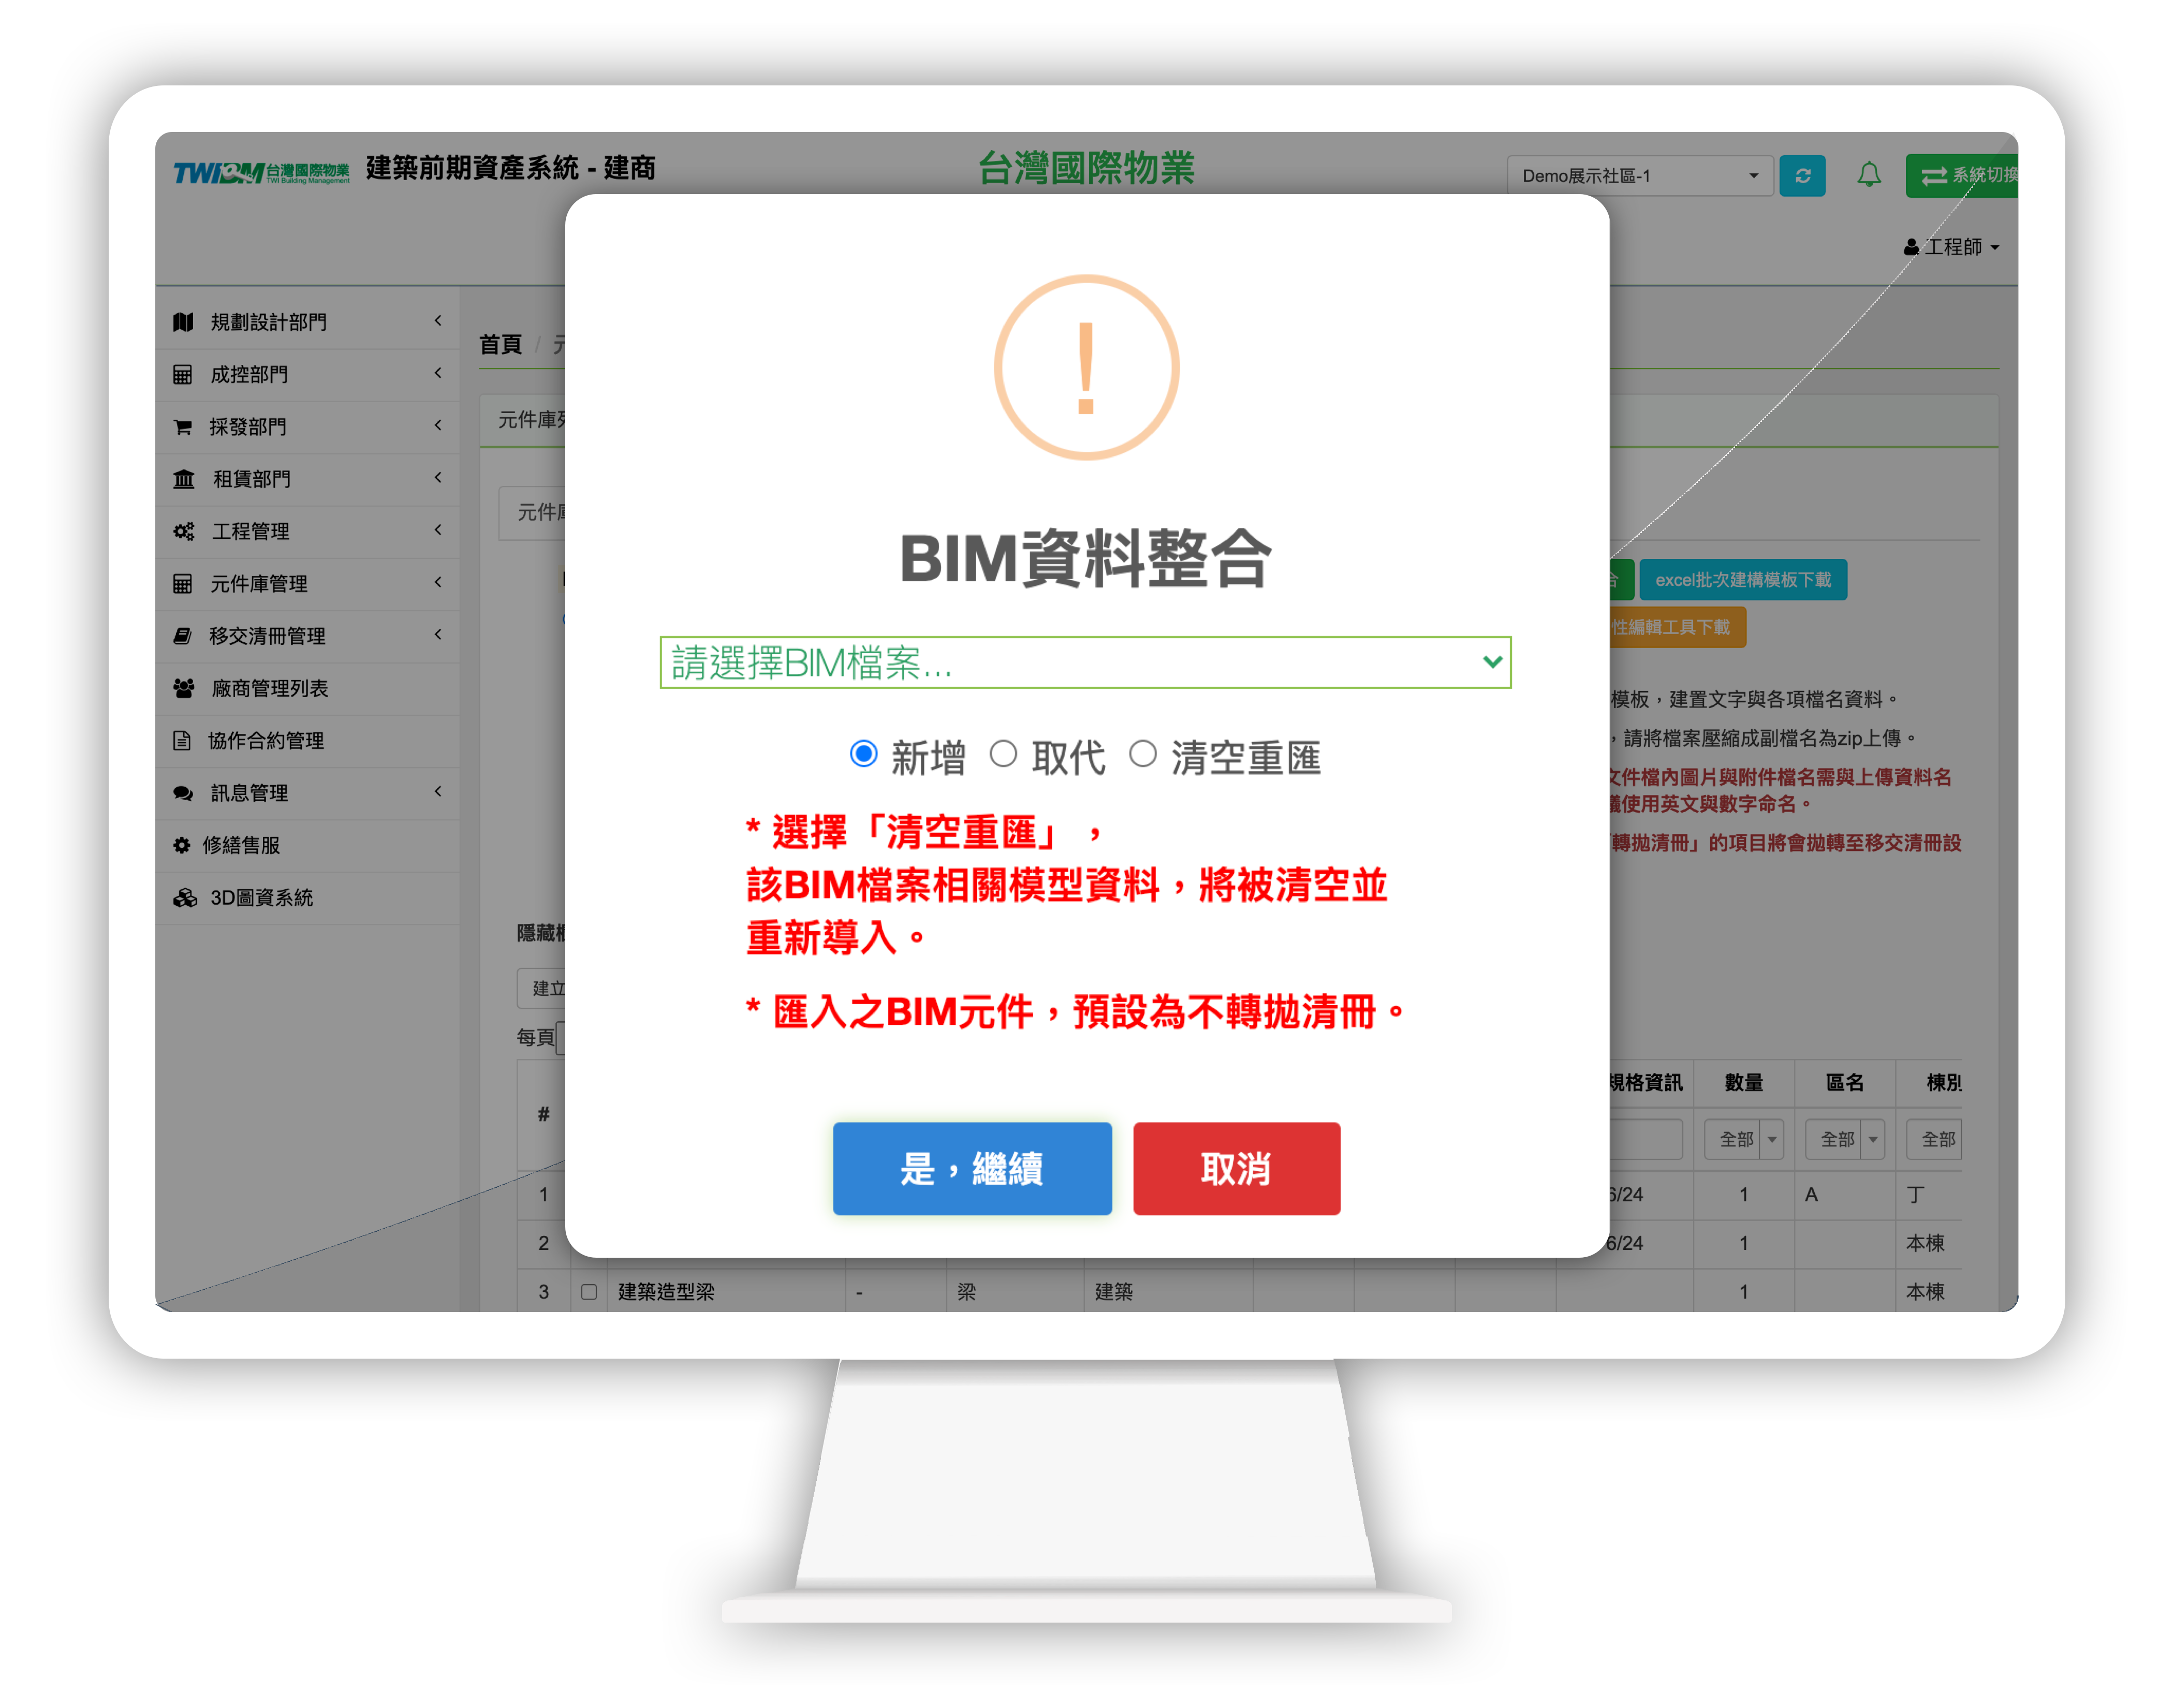 TWIBM 台灣國際物業
TWI Building Management
建築前期資產系統 - 建商
台灣國際物業
Demo展示社區-1
系統切換
工程師
規劃設計部門
成控部門
採發部門
租賃部門
工程管理
元件庫管理
移交清冊管理
廠商管理列表
協作合約管理
訊息管理
修繕售服
3D圖資系統
首頁 /
元件庫
元件
BIM資料整合
請選擇BIM檔案...
新增 取代 清空重匯
* 選擇「清空重匯」，
該BIM檔案相關模型資料，將被清空並
重新導入。
* 匯入之BIM元件，預設為不轉拋清冊。
是，繼續
取消
excel批次建構模板下載
性編輯工具下載
模板，建置文字與各項檔名資料。
，請將檔案壓縮成副檔名為zip上傳。
文件檔內圖片與附件檔名需與上傳資料名
議使用英文與數字命名。
轉拋清冊」的項目將會拋轉至移交清冊設
隱藏
建立
每頁
# 規格資訊 數量 區名 棟別
全部 全部 全部
1 6/24 1 A 丁
2 6/24 1 本棟
3 建築造型梁 - 梁 建築 1 本棟